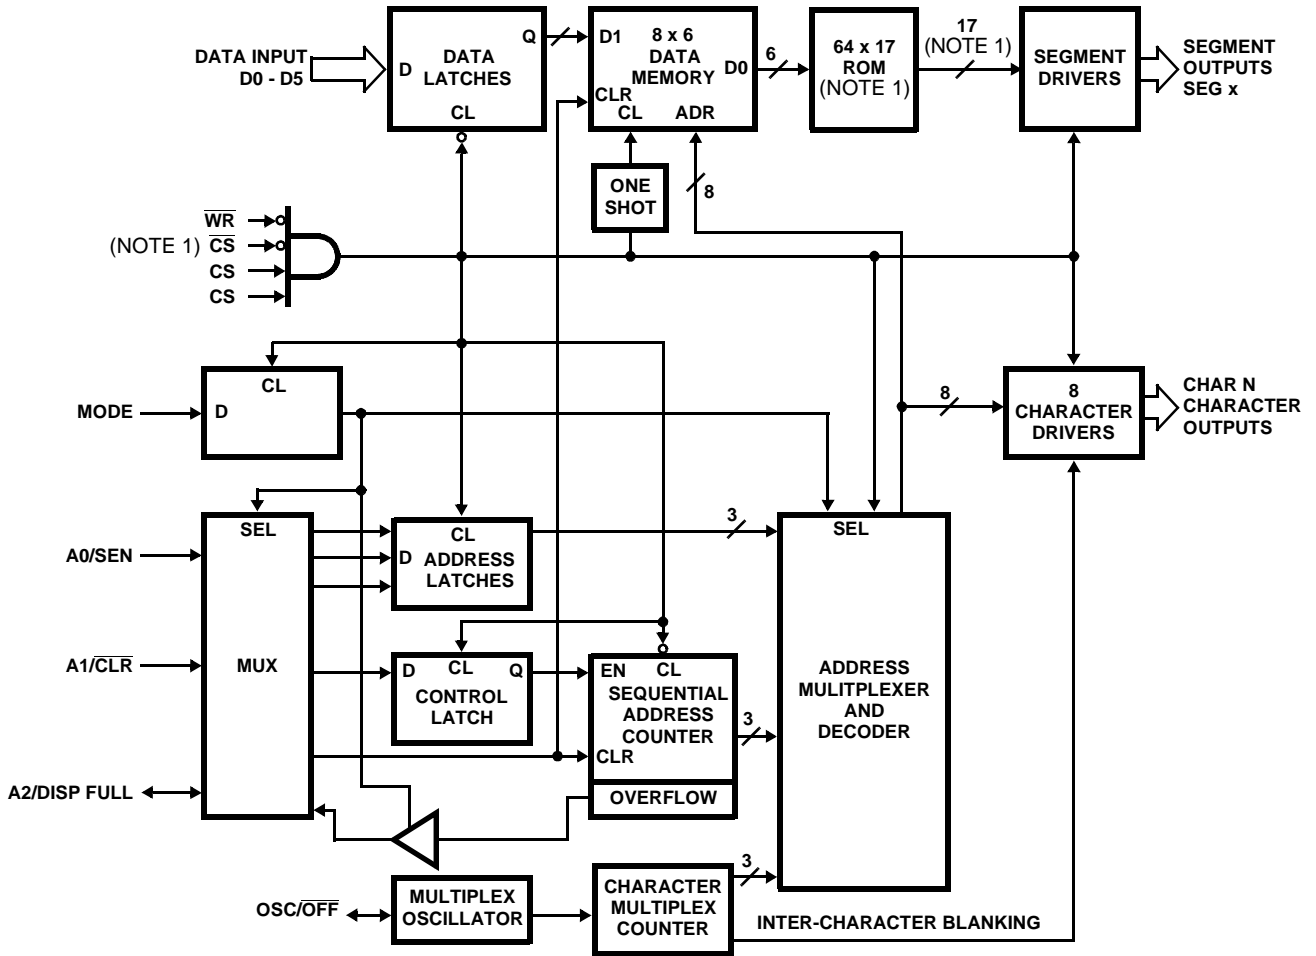 DATA INPUT
D0 - D5
D
Q
DATA
LATCHES
CL
D1
8 x 6
DATA
MEMORY
D0
CLR
CL
ADR
6
64 x 17
ROM
(NOTE 1)
17
(NOTE 1)
SEGMENT
DRIVERS
SEGMENT
OUTPUTS
SEG x
ONE
SHOT
8
WR
(NOTE 1) CS
CS
CS
MODE
CL
D
8
8
CHARACTER
DRIVERS
CHAR N
CHARACTER
OUTPUTS
A0/SEN
SEL
CL
D ADDRESS
LATCHES
3
SEL
A1/CLR
MUX
D CL Q
CONTROL
LATCH
EN CL
SEQUENTIAL
ADDRESS
COUNTER
CLR
OVERFLOW
3
ADDRESS
MULITPLEXER
AND
DECODER
A2/DISP FULL
OSC/OFF
MULTIPLEX
OSCILLATOR
CHARACTER
MULTIPLEX
COUNTER
3
INTER-CHARACTER BLANKING